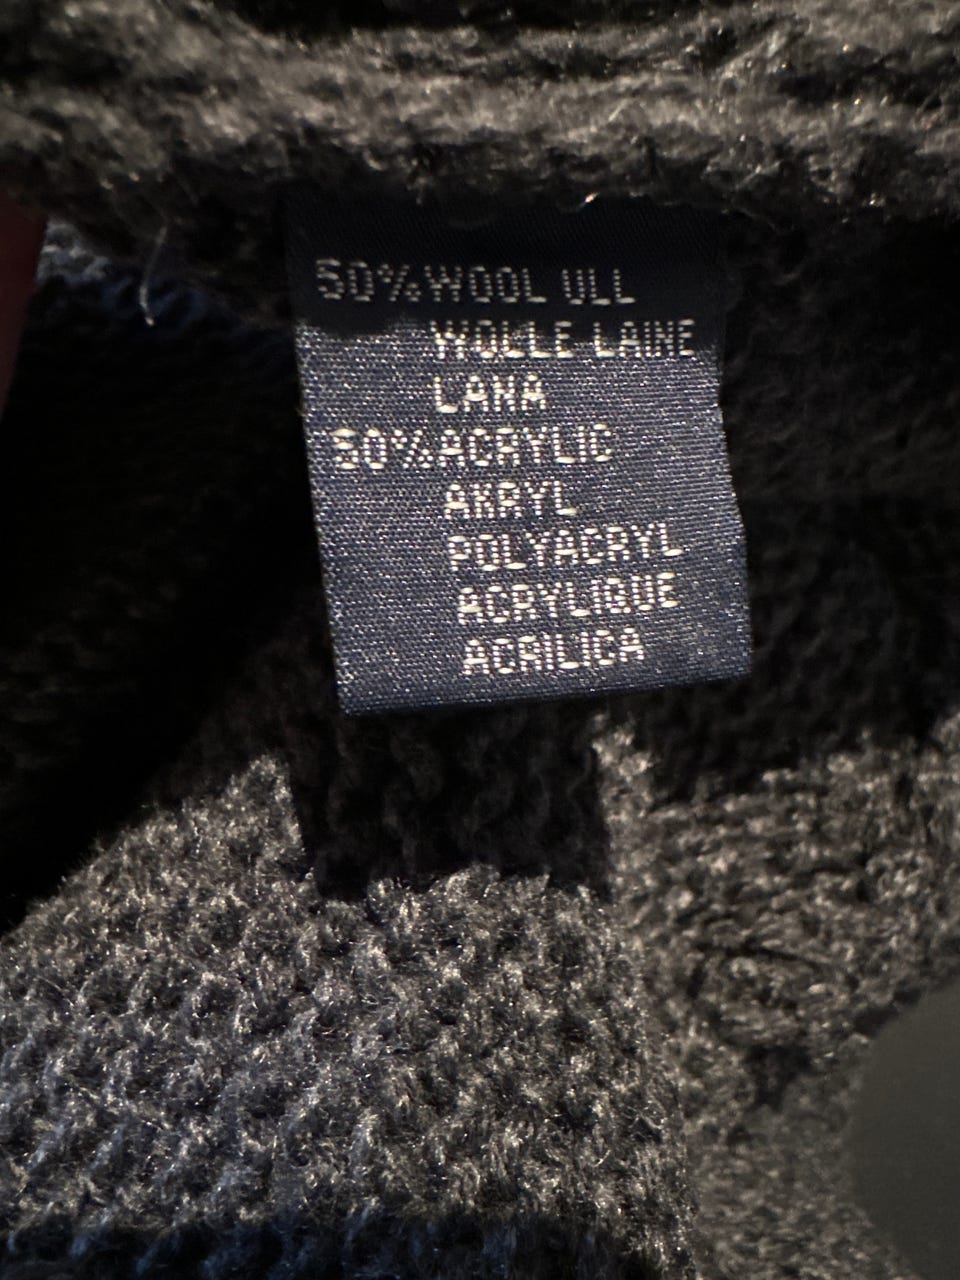 50% WOOL ULL
WOLLE LAINE
LANA
50% ACRYLIC
AKRYL
POLYACRYL
ACRYLIQUE
ACRILICA